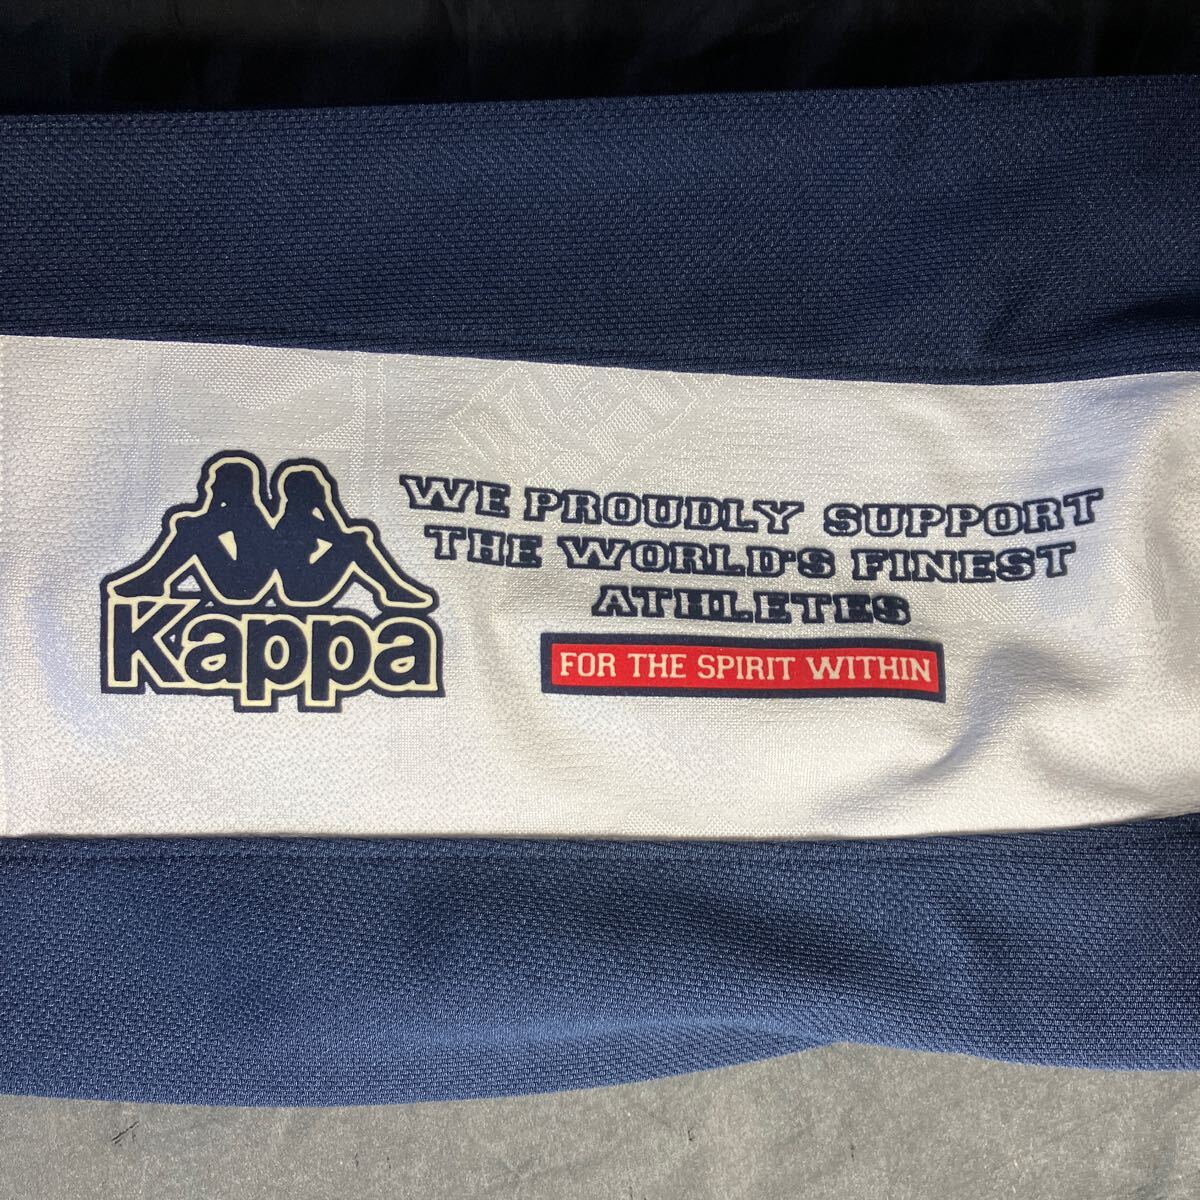 Kappa
WE PROUDLY SUPPORT
THE WORLD'S FINEST
ATHLETES
FOR THE SPIRIT WITHIN